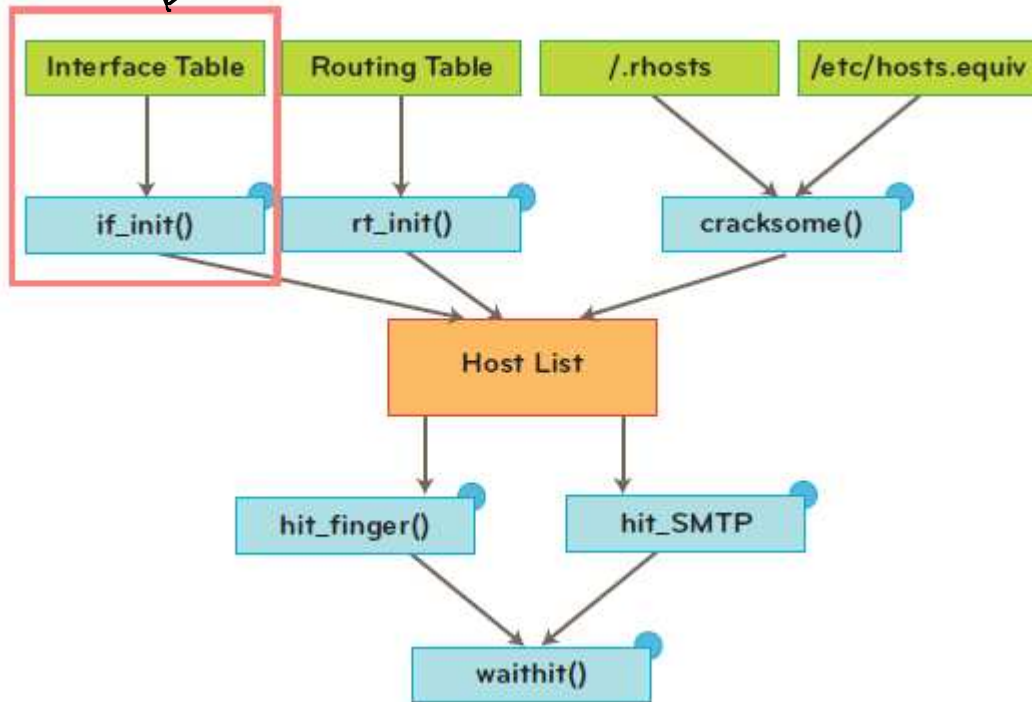 Interface Table
Routing Table
/.rhosts
/etc/hosts.equiv
if_init()
rt_init()
cracksome()
Host List
hit_finger()
hit_SMTP
waithit()